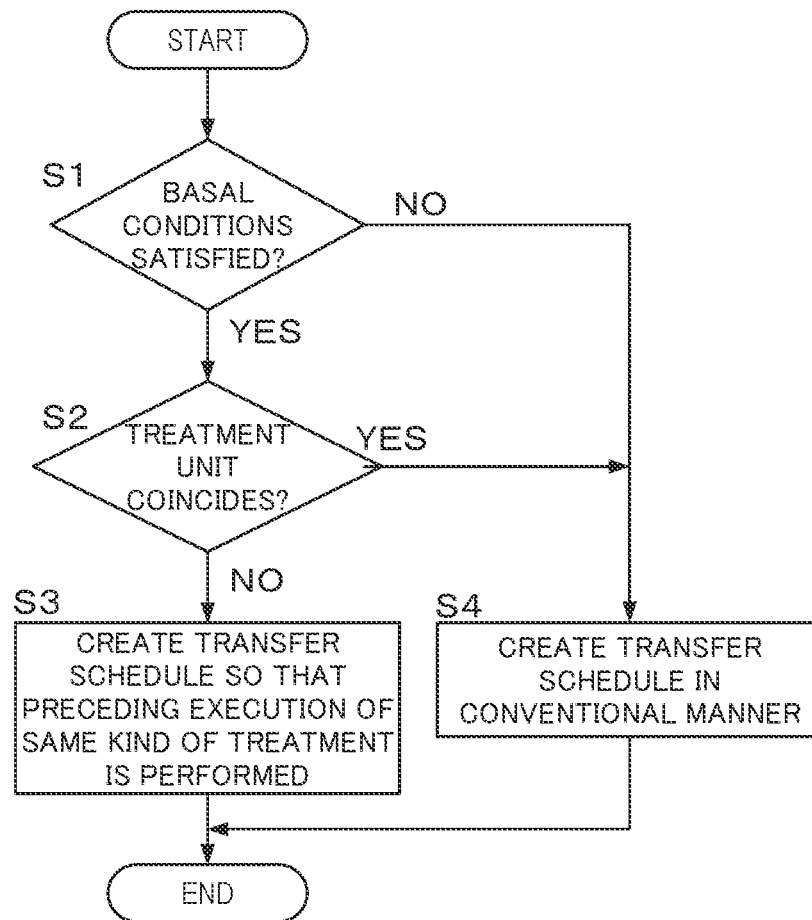 START
S1
BASAL
CONDITIONS
SATISFIED?
NO
YES
S2
TREATMENT
UNIT
COINCIDES?
YES
NO
S3
CREATE TRANSFER
SCHEDULE SO THAT
PRECEDING EXECUTION OF
SAME KIND OF TREATMENT
IS PERFORMED
S4
CREATE TRANSFER
SCHEDULE IN
CONVENTIONAL MANNER
END